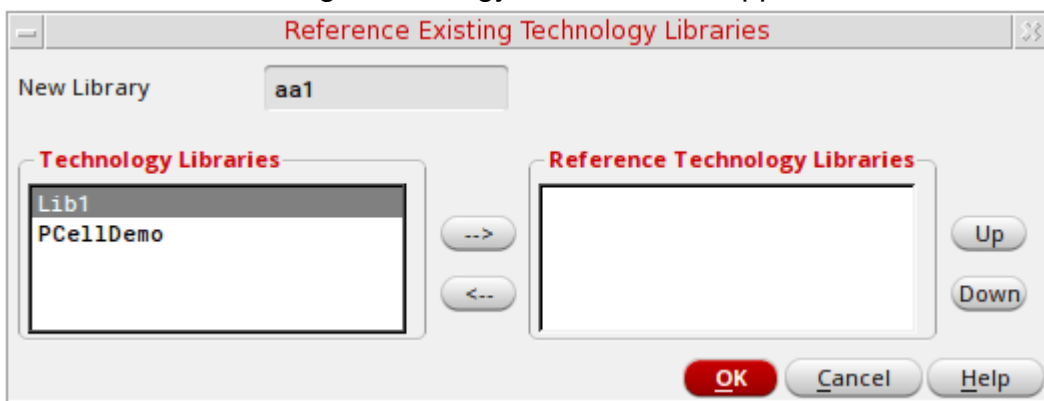 Reference Existing Technology Libraries
New Library aa1
Technology Libraries
Lib1
PCellDemo
-->
<--
Reference Technology Libraries
Up
Down
OK Cancel Help